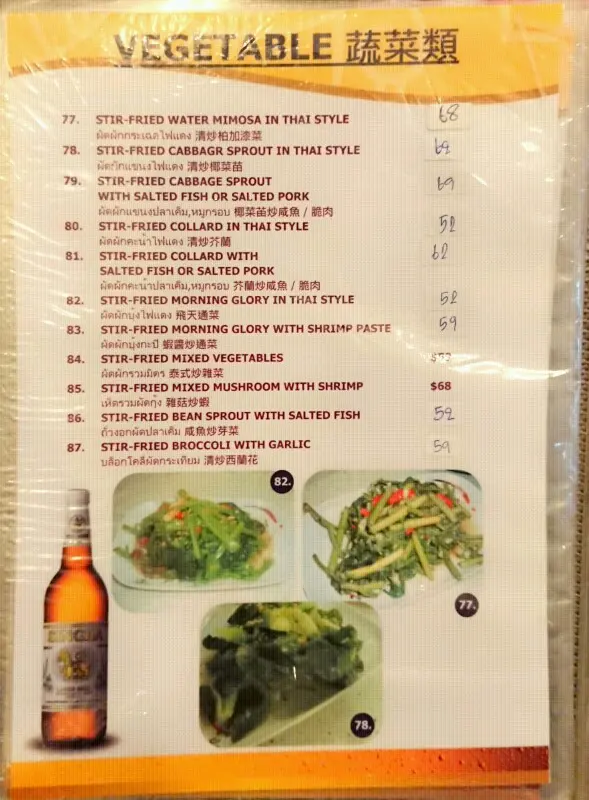 VEGETABLE 蔬菜類
77. STIR-FRIED WATER MIMOSA IN THAI STYLE 68
ผัดผักกระเฉดไฟแดง 清炒柏加漆菜
78. STIR-FRIED CABBAGR SPROUT IN THAI STYLE 62
ผัดผักแขนงไฟแดง 清炒椰菜苗
79. STIR-FRIED CABBAGE SPROUT 69
WITH SALTED FISH OR SALTED PORK
ผัดผักแขนงปลาเค็ม,หมูกรอบ 椰菜苗炒咸魚 / 脆肉
80. STIR-FRIED COLLARD IN THAI STYLE 52
ผัดผักคะน้าไฟแดง 清炒芥蘭
81. STIR-FRIED COLLARD WITH 62
SALTED FISH OR SALTED PORK
ผัดผักคะน้าปลาเค็ม,หมูกรอบ 芥蘭炒咸魚 / 脆肉
82. STIR-FRIED MORNING GLORY IN THAI STYLE 52
ผัดผักบุ้งไฟแดง 飛天通菜
83. STIR-FRIED MORNING GLORY WITH SHRIMP PASTE 59
ผัดผักบุ้งกะปิ 蝦醬炒通菜
84. STIR-FRIED MIXED VEGETABLES
ผัดผักรวมมิตร 泰式炒雜菜
85. STIR-FRIED MIXED MUSHROOM WITH SHRIMP $68
เห็ดรวมผัดกุ้ง 雜菇炒蝦
86. STIR-FRIED BEAN SPROUT WITH SALTED FISH 52
ถั่วงอกผัดปลาเค็ม 咸魚炒芽菜
87. STIR-FRIED BROCCOLI WITH GARLIC 59
บล็อกโคลี่ผัดกระเทียม 清炒西蘭花
82.
77.
78.
SINGHA